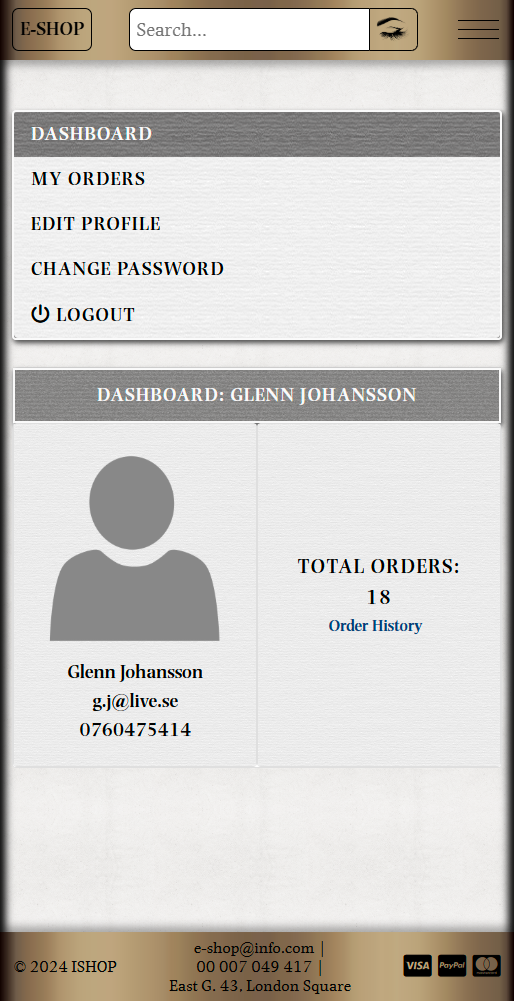 E-SHOP
Search...
DASHBOARD
MY ORDERS
EDIT PROFILE
CHANGE PASSWORD
LOGOUT
DASHBOARD: GLENN JOHANSSON
Glenn Johansson
g.j@live.se
0760475414
TOTAL ORDERS:
18
Order History
© 2024 ISHOP
e-shop@info.com |
00 007 049 417 |
East G. 43, London Square
VISA
PayPal
MasterCard